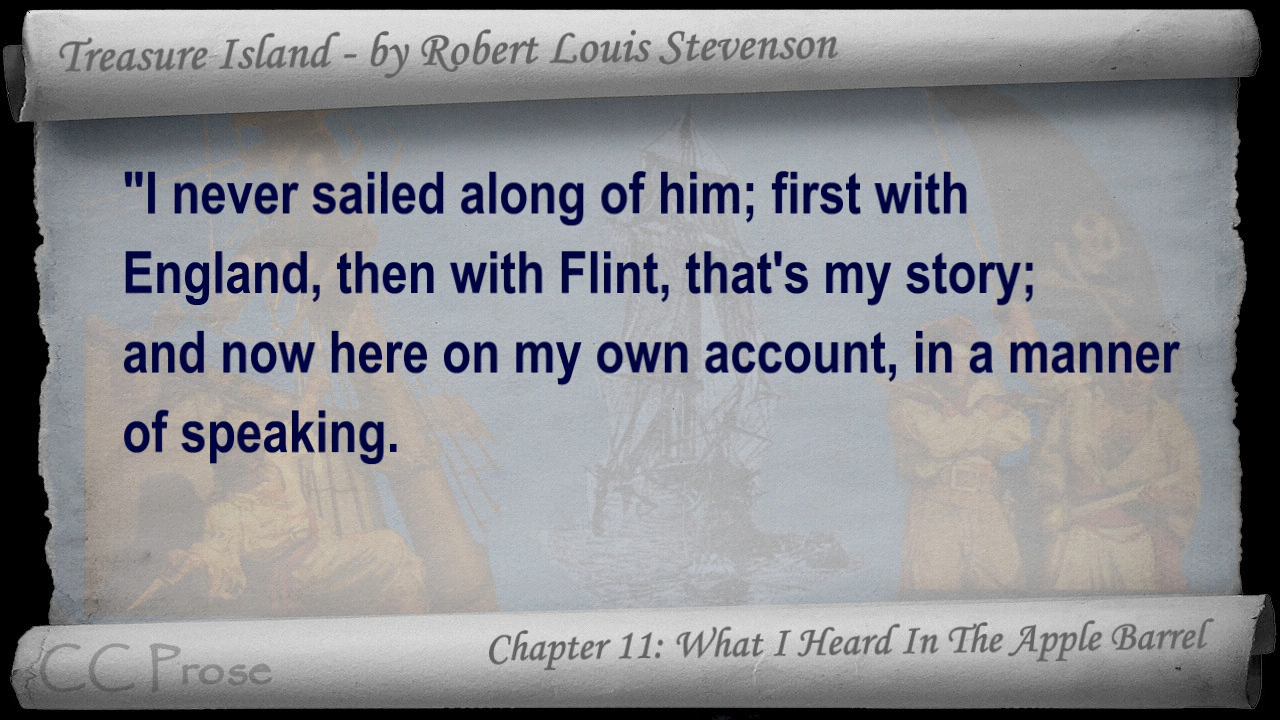 Treasure Island - by Robert Louis Stevenson
"I never sailed along of him; first with
England, then with Flint, that's my story;
and now here on my own account, in a manner
of speaking.
Chapter 11: What I Heard In The Apple Barrel
CC Prose